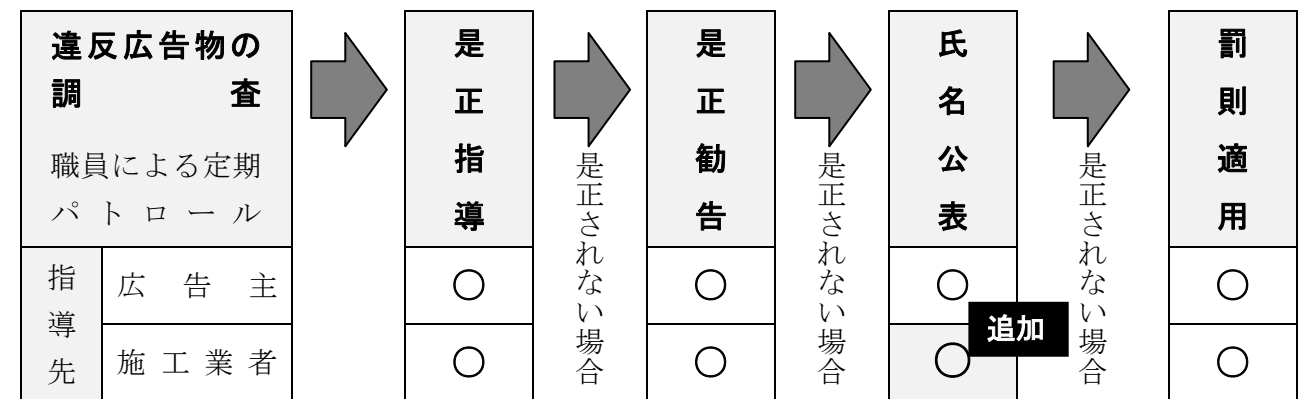 違反広告物の
調査
職員による定期
パトロール
是正指導
是正されない場合
是正勧告
是正されない場合
氏名公表
是正されない場合
罰則適用
指導先
広告主
○
○
○
○
追加
施工業者
○
○
○
○